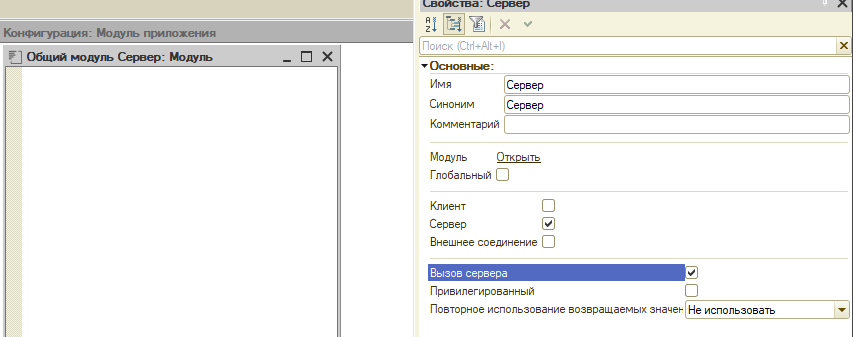 Свойства: Сервер
Конфигурация: Модуль приложения
Общий модуль Сервер: Модуль
Поиск (Ctrl+Alt+I)
Основные:
Имя
Сервер
Синоним
Сервер
Комментарий
Модуль
Открыть
Глобальный
Клиент
Сервер
Внешнее соединение
Вызов сервера
Привилегированный
Повторное использование возвращаемых значен
Не использовать